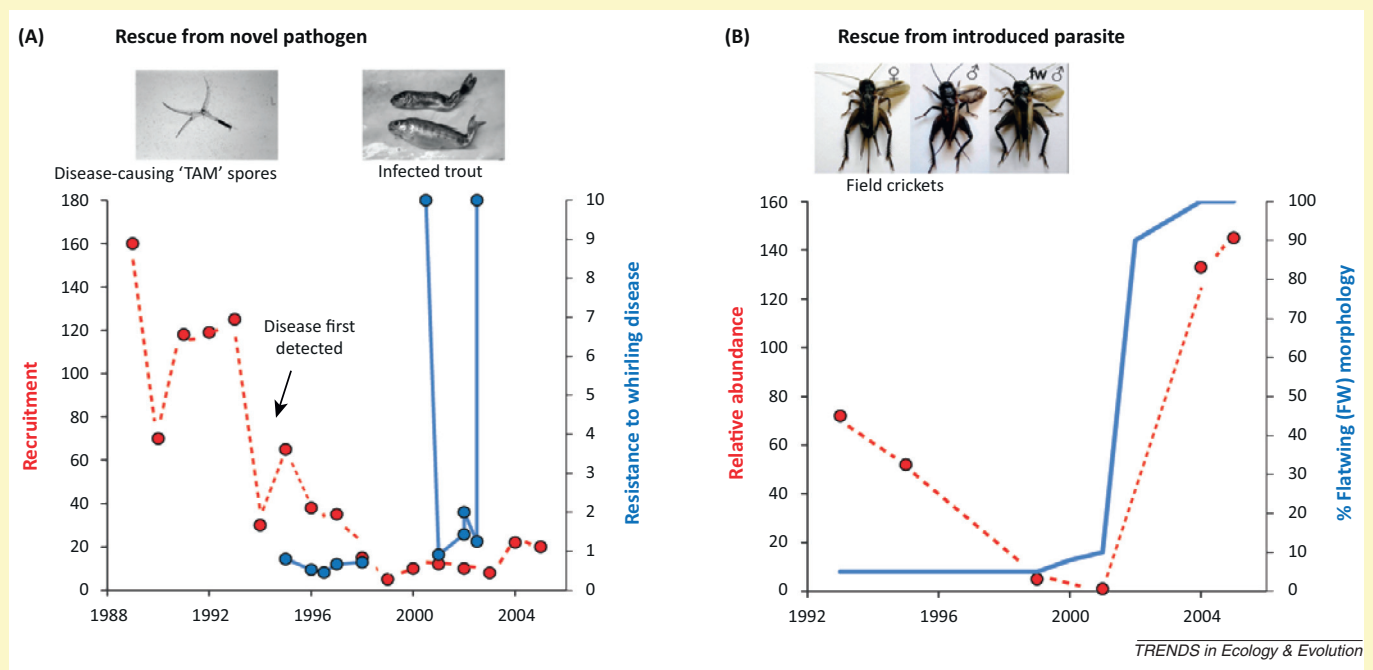 (A) Rescue from novel pathogen
Disease-causing ‘TAM’ spores
Infected trout
180
160
140
120
100
80
60
40
20
0
Recruitment
Disease first
detected
10
9
8
7
6
5
4
3
2
1
0
Resistance to whirling disease
1988 1992 1996 2000 2004
(B) Rescue from introduced parasite
♀ ♂ fw ♂
Field crickets
160
140
120
100
80
60
40
20
0
Relative abundance
100
90
80
70
60
50
40
30
20
10
0
% Flatwing (FW) morphology
1992 1996 2000 2004
TRENDS in Ecology & Evolution